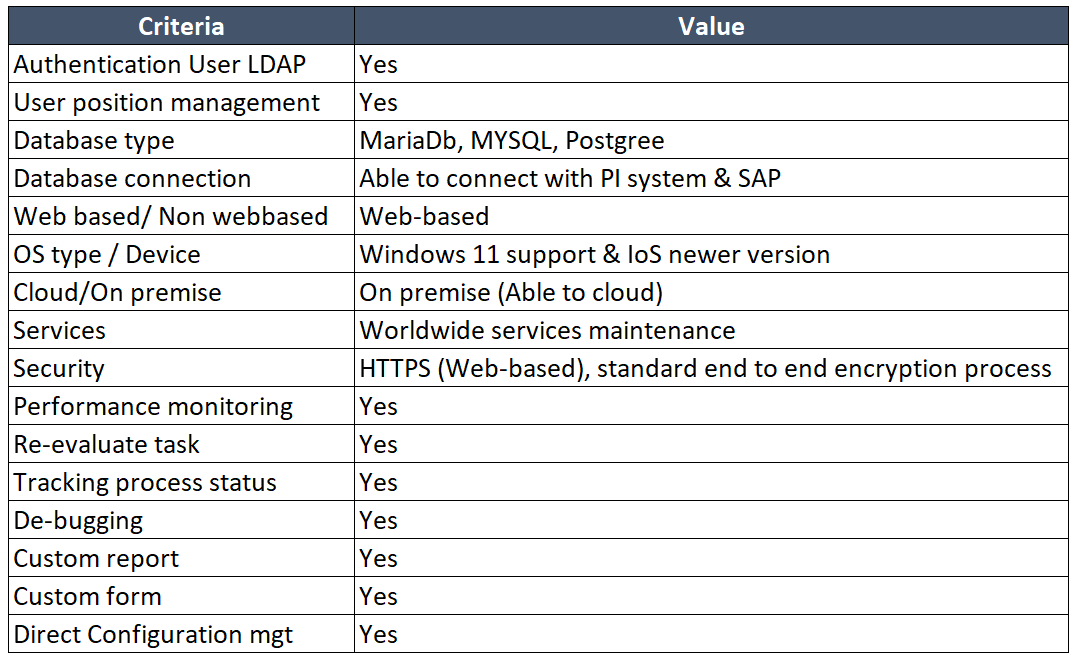 Criteria Value
Authentication User LDAP Yes
User position management Yes
Database type MariaDb, MYSQL, Postgree
Database connection Able to connect with PI system & SAP
Web based/ Non webbased Web-based
OS type / Device Windows 11 support & IoS newer version
Cloud/On premise On premise (Able to cloud)
Services Worldwide services maintenance
Security HTTPS (Web-based), standard end to end encryption process
Performance monitoring Yes
Re-evaluate task Yes
Tracking process status Yes
De-bugging Yes
Custom report Yes
Custom form Yes
Direct Configuration mgt Yes